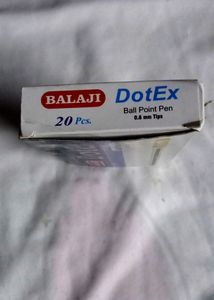 BALAJI DotEx
Ball Point Pen
20 Pcs. 0.6 mm Tips